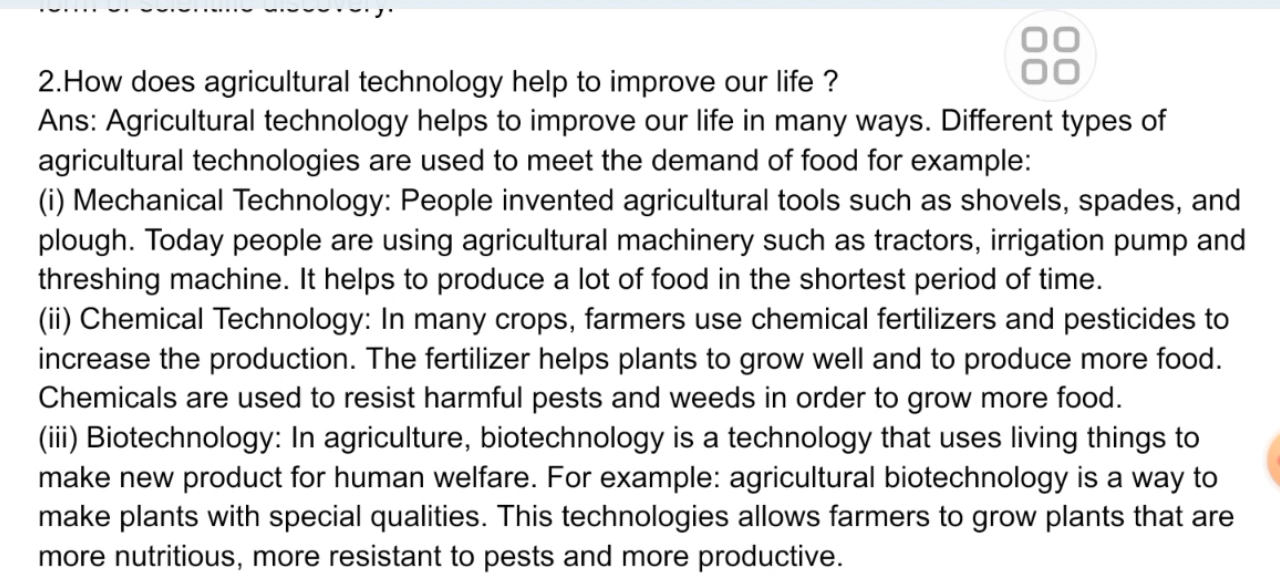 2.How does agricultural technology help to improve our life ?
Ans: Agricultural technology helps to improve our life in many ways. Different types of
agricultural technologies are used to meet the demand of food for example:
(i) Mechanical Technology: People invented agricultural tools such as shovels, spades, and
plough. Today people are using agricultural machinery such as tractors, irrigation pump and
threshing machine. It helps to produce a lot of food in the shortest period of time.
(ii) Chemical Technology: In many crops, farmers use chemical fertilizers and pesticides to
increase the production. The fertilizer helps plants to grow well and to produce more food.
Chemicals are used to resist harmful pests and weeds in order to grow more food.
(iii) Biotechnology: In agriculture, biotechnology is a technology that uses living things to
make new product for human welfare. For example: agricultural biotechnology is a way to
make plants with special qualities. This technologies allows farmers to grow plants that are
more nutritious, more resistant to pests and more productive.